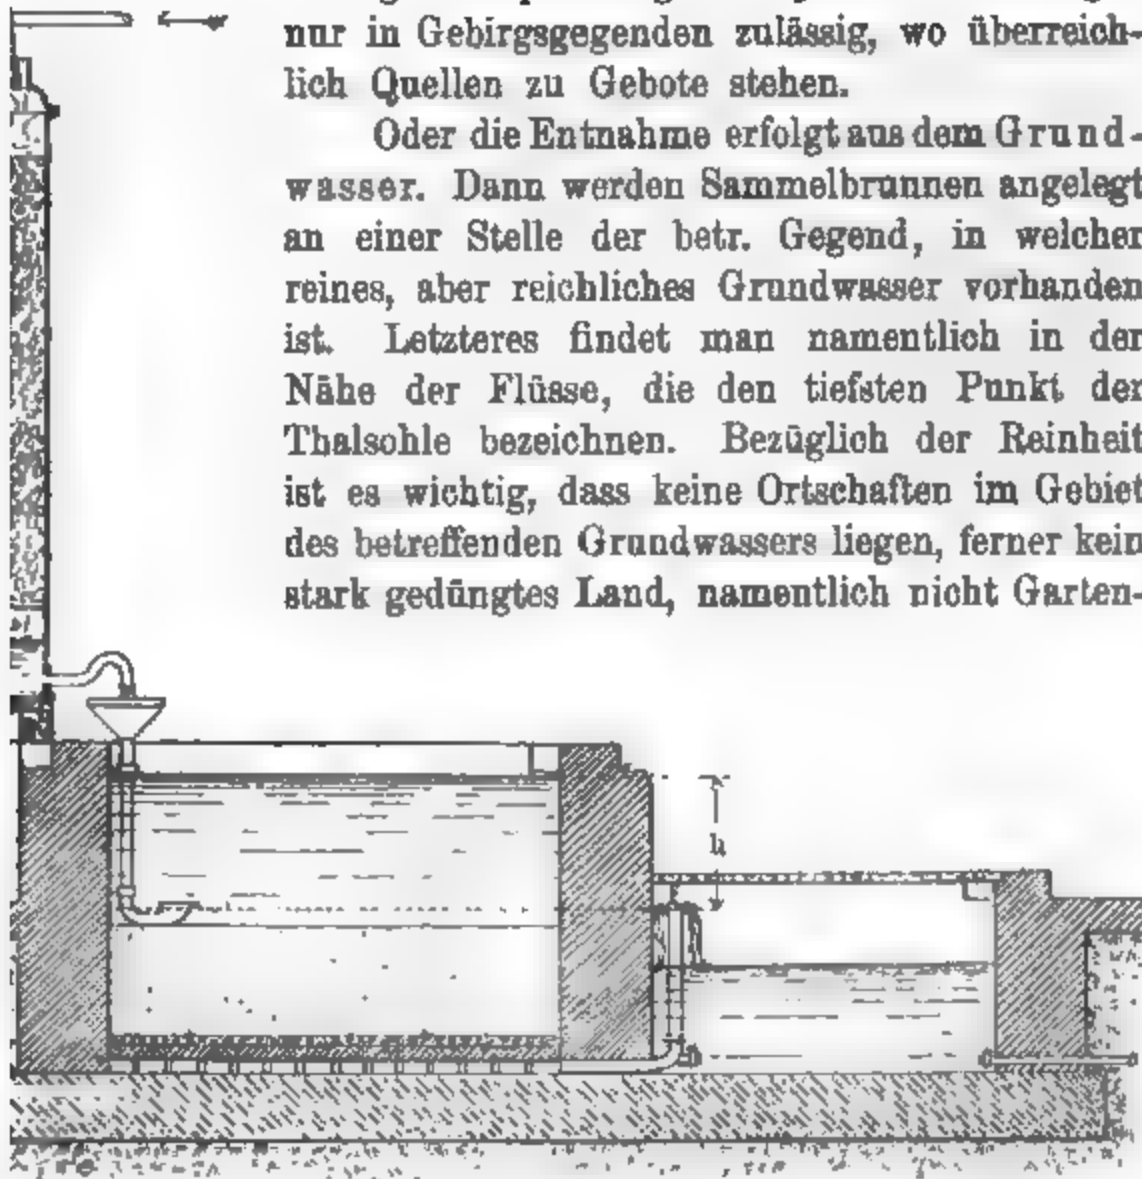 nur in Gebirgsgegenden zulässig, wo überreich-
lich Quellen zu Gebote stehen.
Oder die Entnahme erfolgt aus dem Grund-
wasser. Dann werden Sammelbrunnen angelegt
an einer Stelle der betr. Gegend, in welcher
reines, aber reichliches Grundwasser vorhanden
ist. Letzteres findet man namentlich in der
Nähe der Flüsse, die den tiefsten Punkt der
Thalsohle bezeichnen. Bezüglich der Reinheit
ist es wichtig, dass keine Ortschaften im Gebiet
des betreffenden Grundwassers liegen, ferner kein
stark gedüngtes Land, namentlich nicht Garten-
h